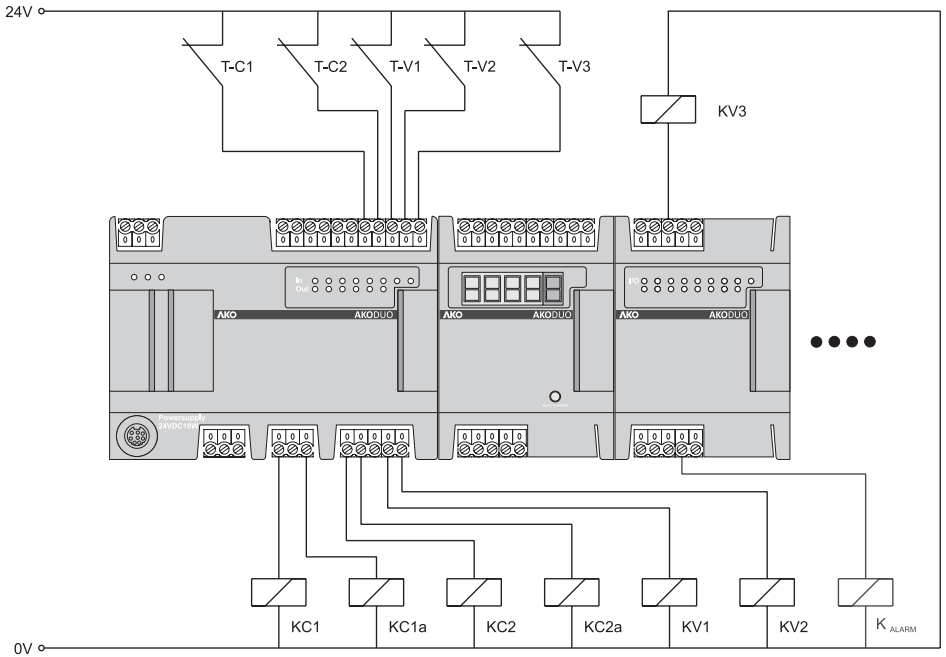 24V
T-C1
T-C2
T-V1
T-V2
T-V3
KV3
In
Out
I/O
AKO AKODUO
AKO AKODUO
AKO AKODUO
Powersupply
24VDC10W
KC1
KC1a
KC2
KC2a
KV1
KV2
K ALARM
0V